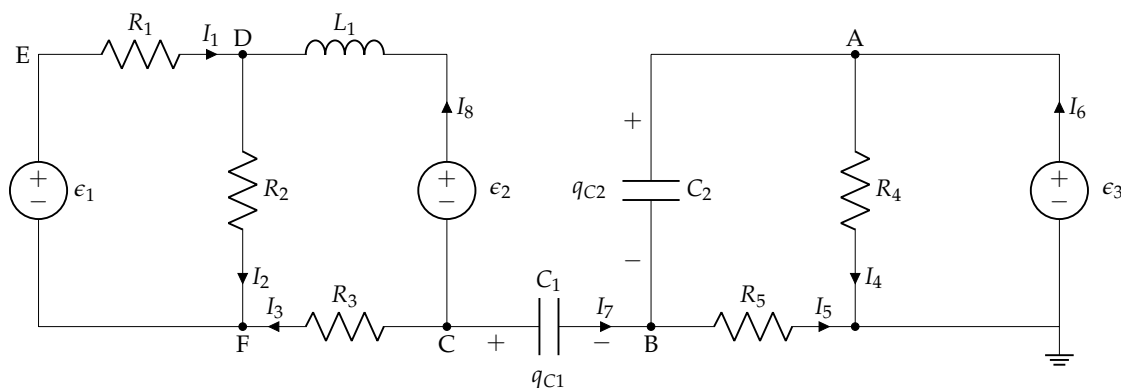 R1 I1 D L1 A
E
I8 I6
+
+ − ϵ1 R2 + − ϵ2 qC2 C2 R4 + − ϵ3
−
I2 I3 R3 C1 I7 R5 I5 I4
F C + − B
qC1